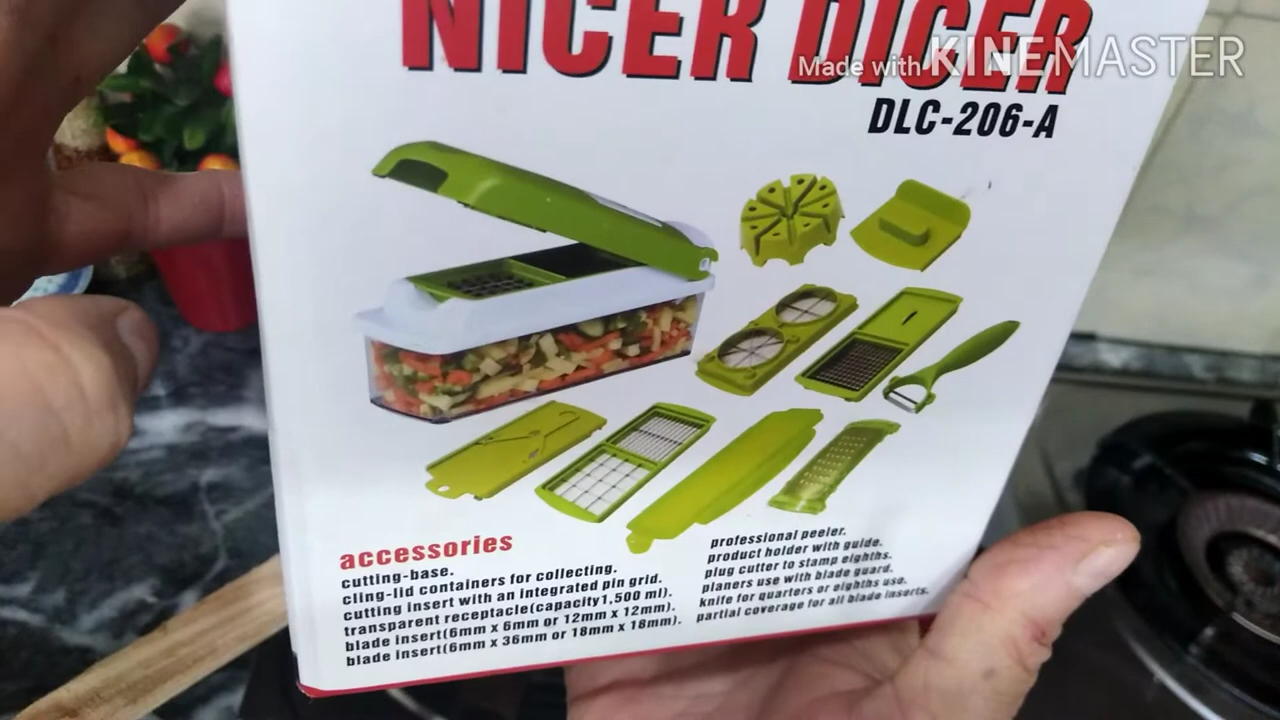 NICER DICER
Made with KINEMASTER
DLC-206-A
accessories
cutting-base.
cling-lid containers for collecting.
cutting insert with an integrated pin grid.
transparent receptacle(capacity1,500 ml).
blade insert(6mm x 6mm or 12mm x 12mm).
blade insert(6mm x 36mm or 18mm x 18mm).
professional peeler.
product holder with guide.
plug cutter to stamp eighths.
planers use with blade guard.
knife for quarters or eighths use.
partial coverage for all blade inserts.